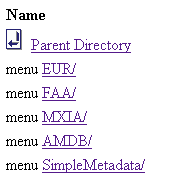 Name
Parent Directory
menu EUR/
menu FAA/
menu MXIA/
menu AMDB/
menu SimpleMetadata/